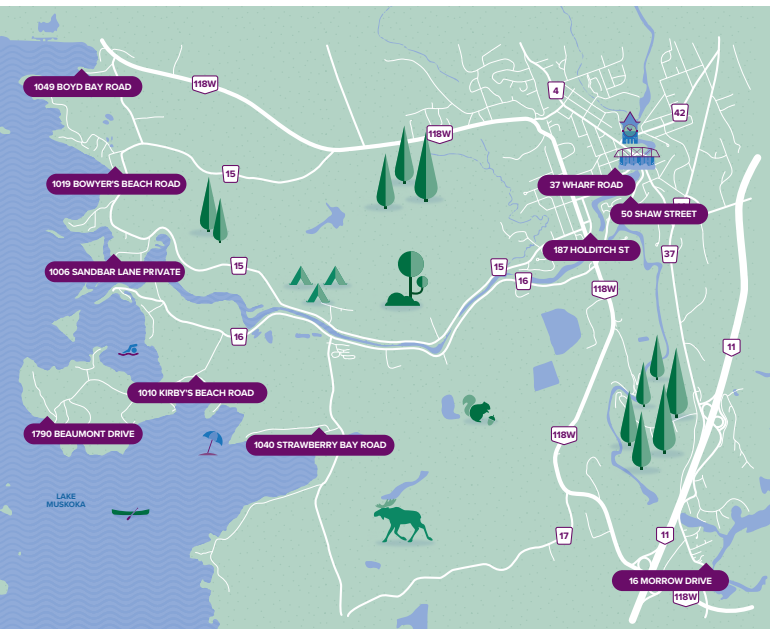 1049 BOYD BAY ROAD
118W
4
42
118W
15
1019 BOWYER'S BEACH ROAD
37 WHARF ROAD
50 SHAW STREET
187 HOLDITCH ST
37
15
15
1006 SANDBAR LANE PRIVATE
16
118W
16
11
1010 KIRBY'S BEACH ROAD
1790 BEAUMONT DRIVE
118W
1040 STRAWBERRY BAY ROAD
LAKE
MUSKOKA
17
11
16 MORROW DRIVE
118W